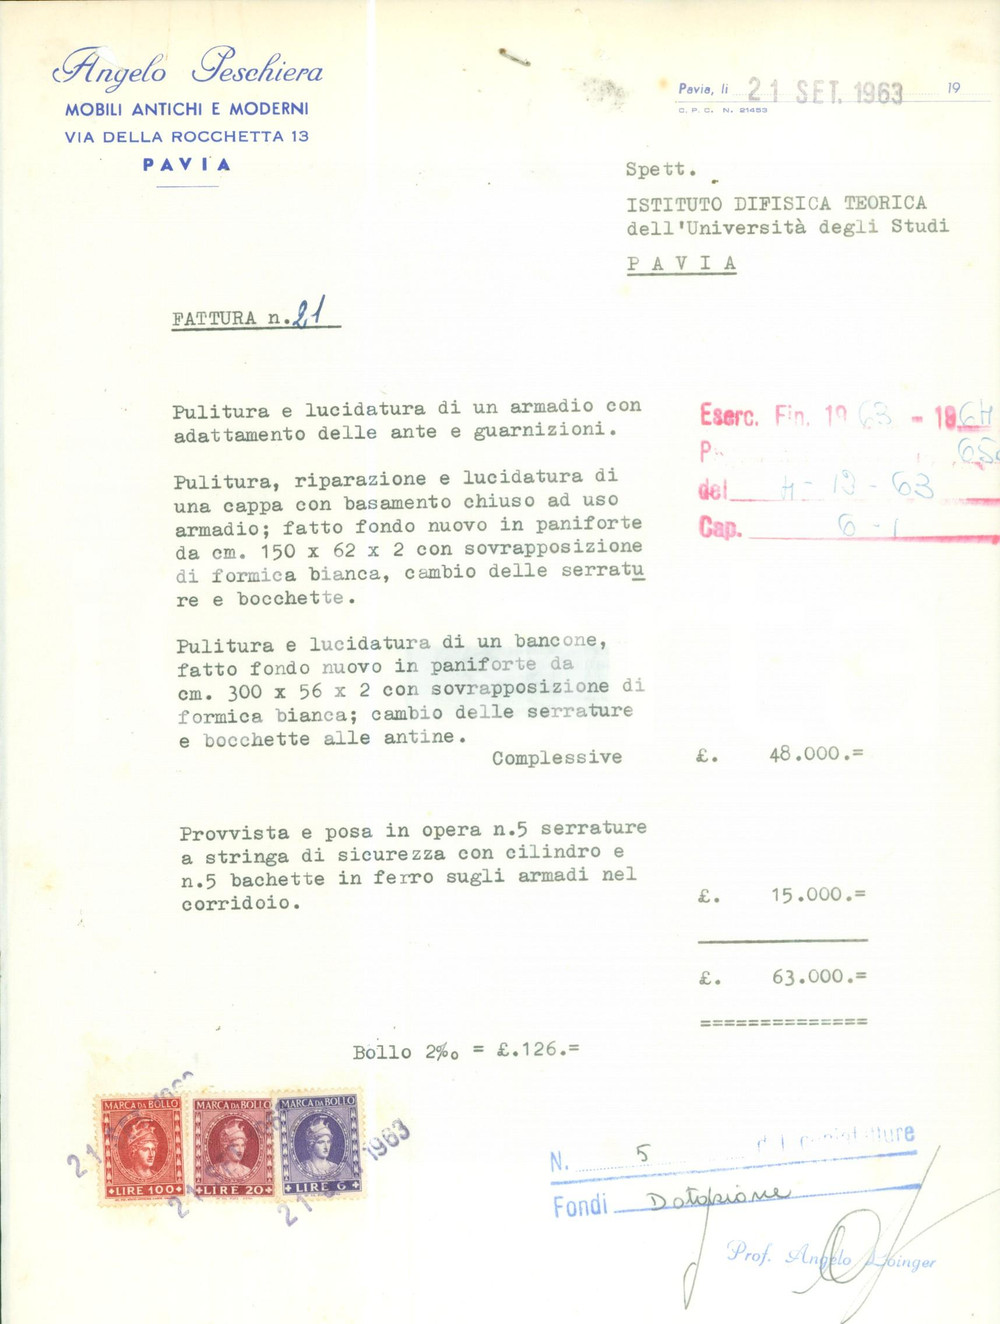 Angelo Peschiera
MOBILI ANTICHI E MODERNI
VIA DELLA ROCCHETTA 13
PAVIA
Pavia, li 21 SET. 1963 19
C. P. C. N. 21453
Spett.
ISTITUTO DIFISICA TEORICA
dell'Università degli Studi
P A V I A
FATTURA n. 21
Pulitura e lucidatura di un armadio con
adattamento delle ante e guarnizioni.
Eserc. Fin. 1963 - 1964
del 4-12-63
Cap. 6-1
Pulitura, riparazione e lucidatura di
una cappa con basamento chiuso ad uso
armadio; fatto fondo nuovo in paniforte
da cm. 150 x 62 x 2 con sovrapposizione
di formica bianca, cambio delle serratu
re e bocchette.
Pulitura e lucidatura di un bancone,
fatto fondo nuovo in paniforte da
cm. 300 x 56 x 2 con sovrapposizione di
formica bianca; cambio delle serrature
e bocchette alle antine.
Complessive £. 48.000.=
Provvista e posa in opera n.5 serrature
a stringa di sicurezza con cilindro e
n.5 bachette in ferro sugli armadi nel
corridoio. £. 15.000.=
£. 63.000.=
==============
Bollo 2‰ = £.126.=
MARCA DA BOLLO MARCA DA BOLLO MARCA DA BOLLO
LIRE 100 LIRE 20 LIRE 6
1963
N. 5
Fondi Dotazione
Prof. Angelo Loinger